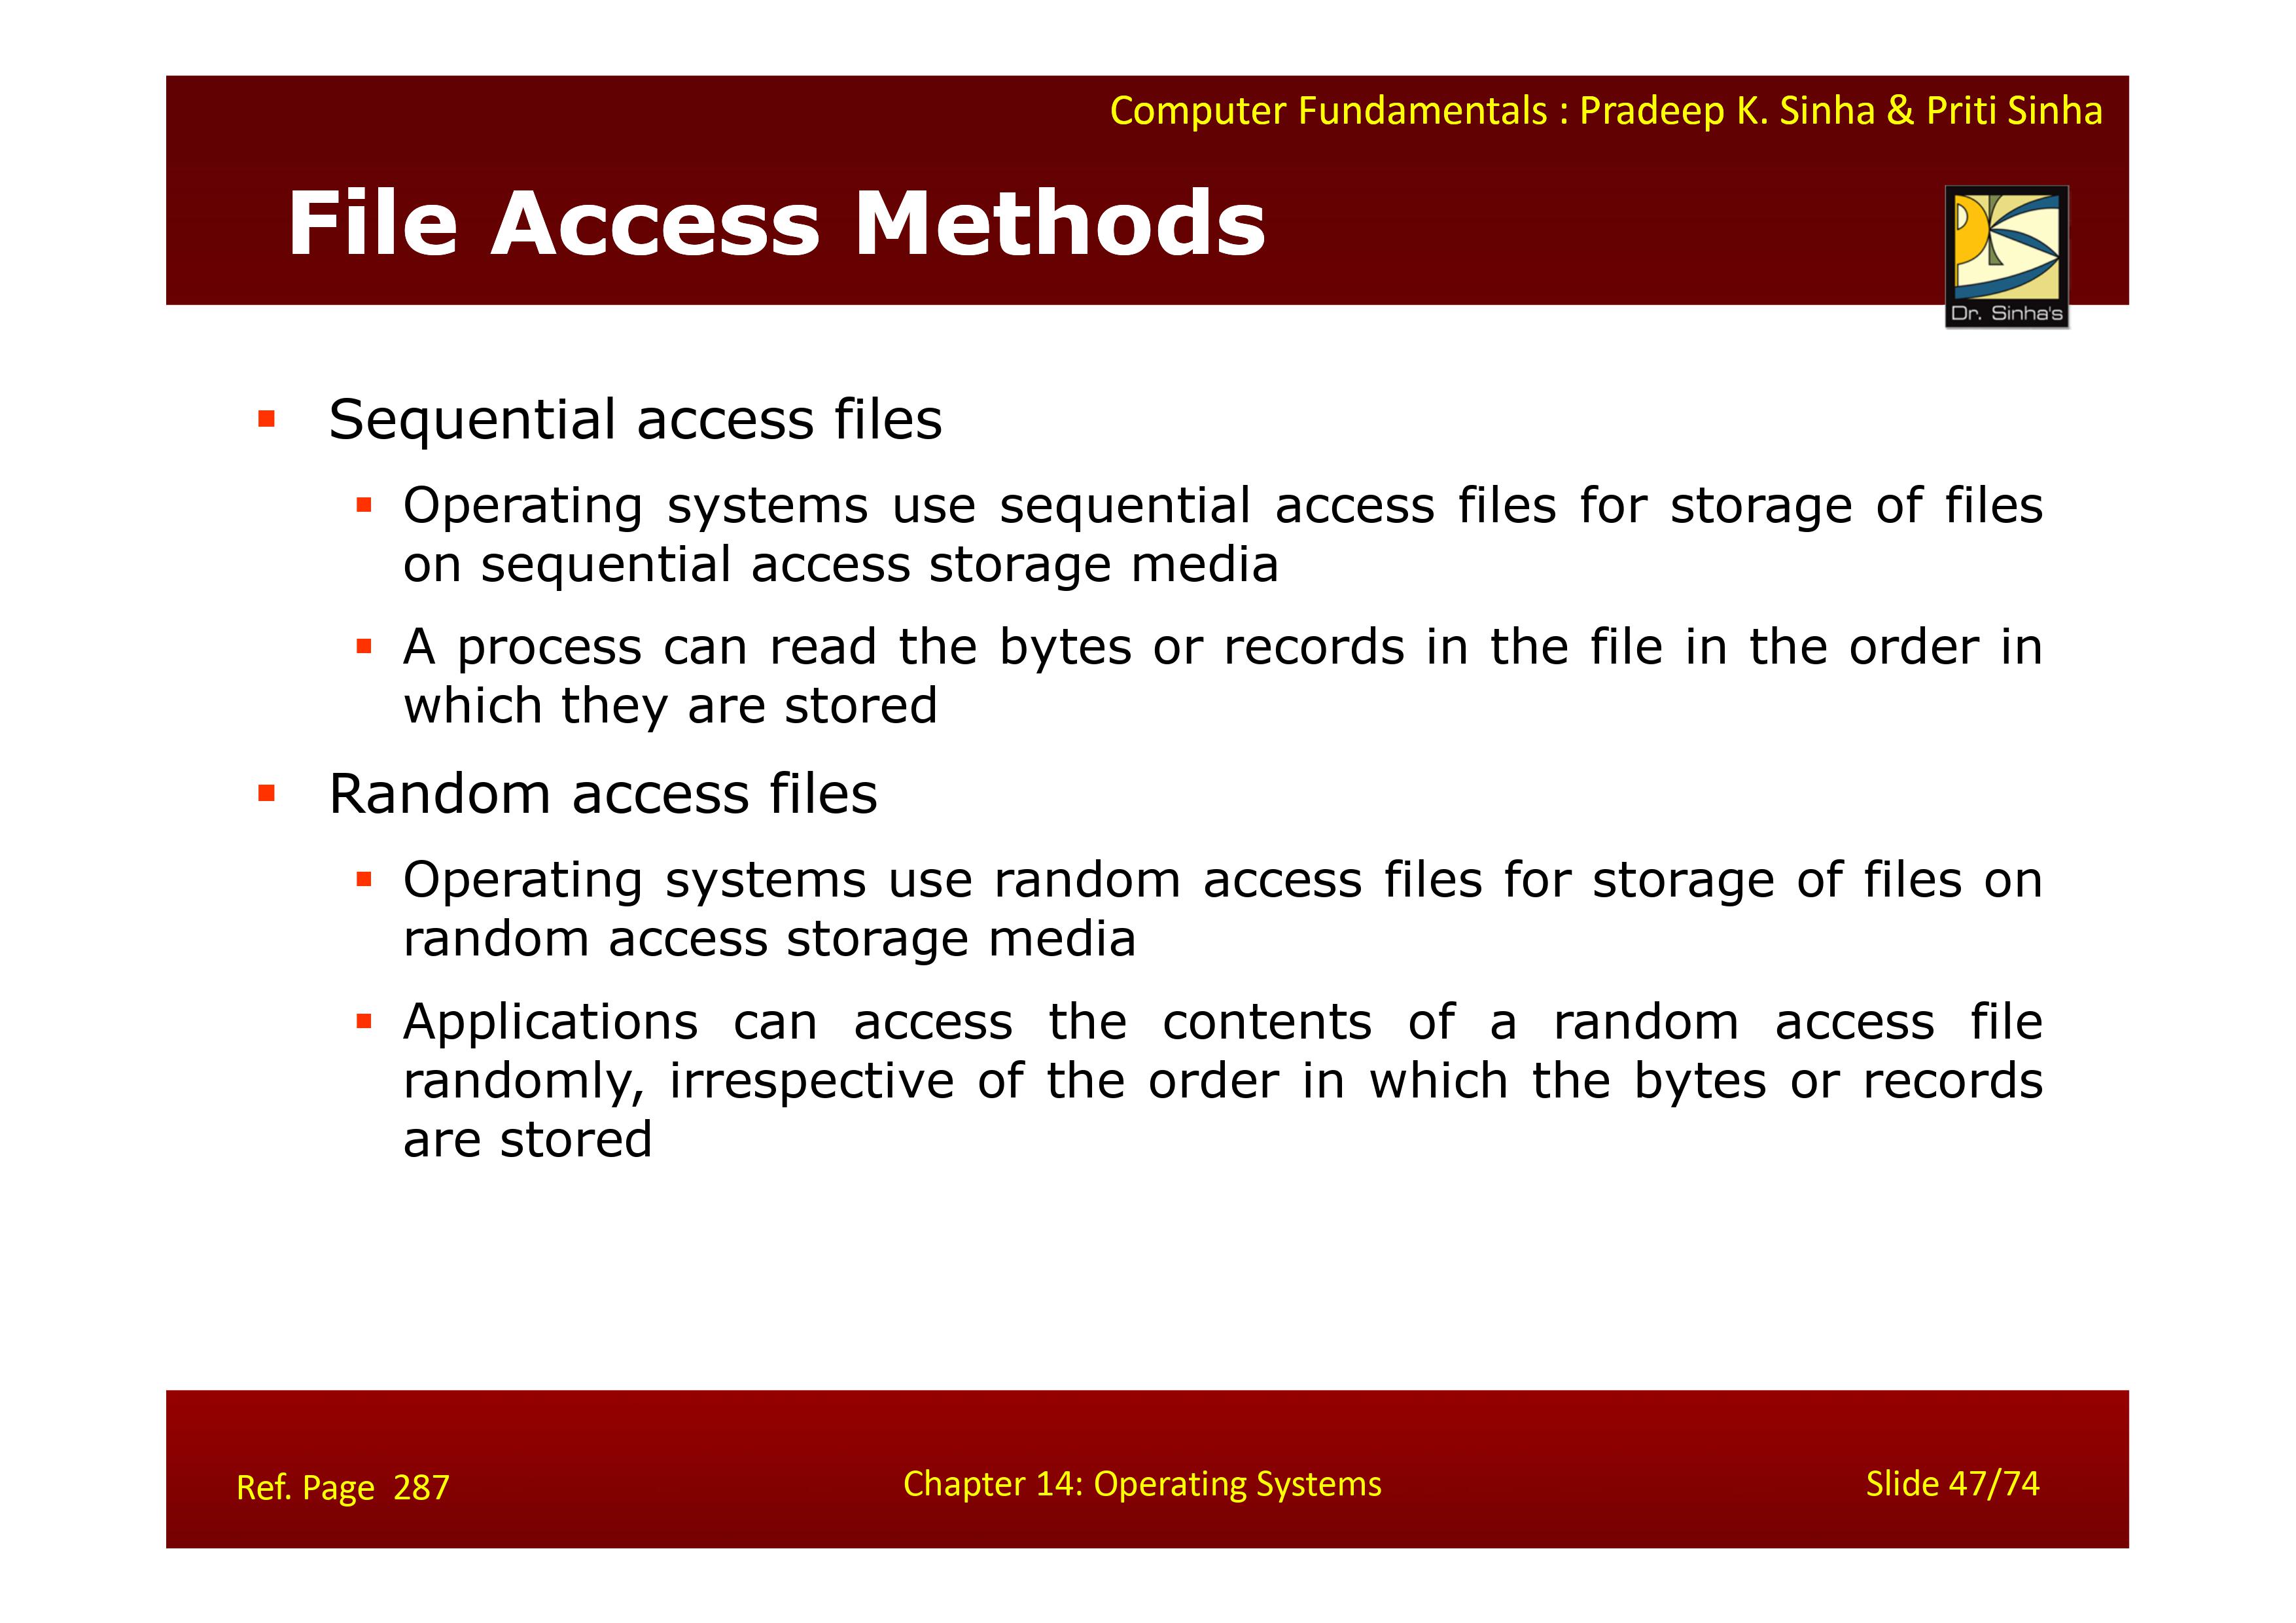 Computer Fundamentals : Pradeep K. Sinha & Priti Sinha
File Access Methods
Dr. Sinha's
Sequential access files
Operating systems use sequential access files for storage of files
on sequential access storage media
A process can read the bytes or records in the file in the order in
which they are stored
Random access files
Operating systems use random access files for storage of files on
random access storage media
Applications can access the contents of a random access file
randomly, irrespective of the order in which the bytes or records
are stored
Ref. Page 287
Chapter 14: Operating Systems
Slide 47/74